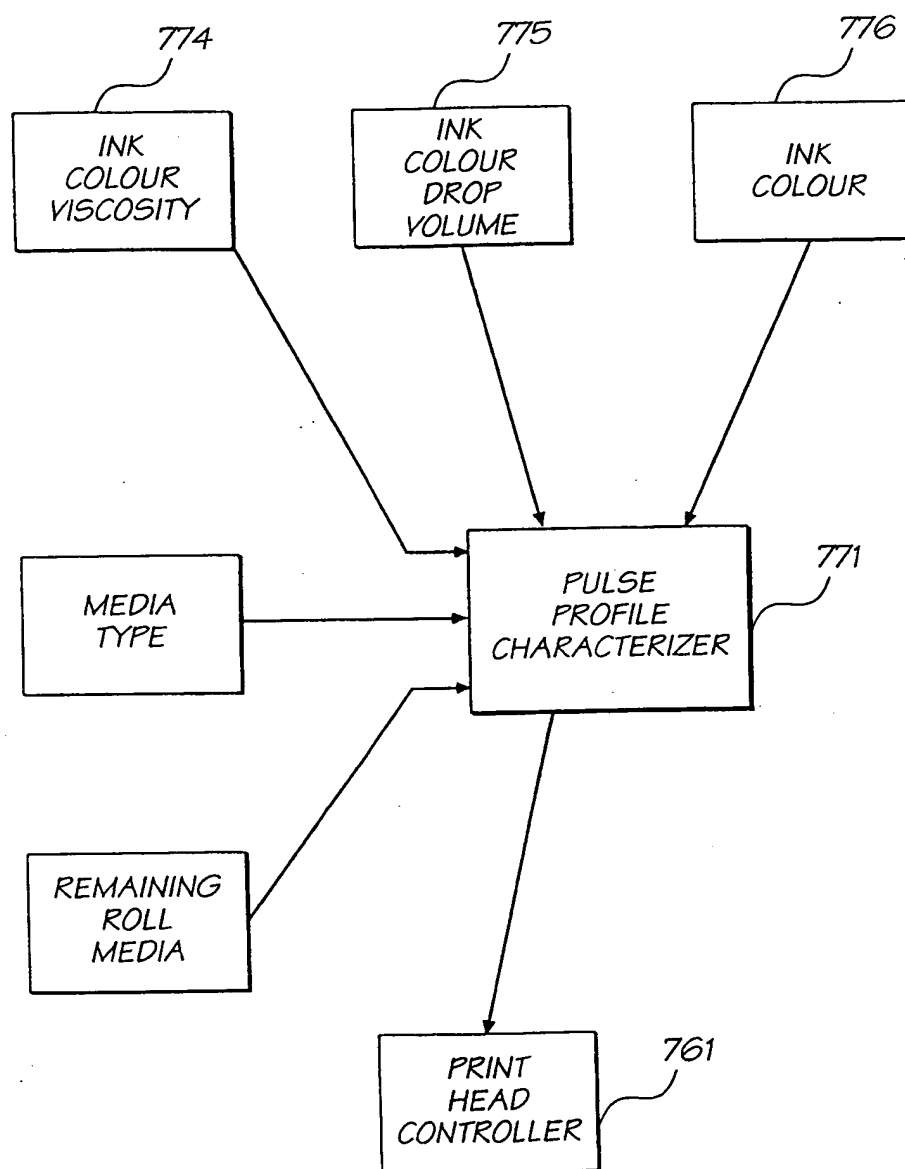 774
775
776
INK
COLOUR
VISCOSITY
INK
COLOUR
DROP
VOLUME
INK
COLOUR
771
MEDIA
TYPE
PULSE
PROFILE
CHARACTERIZER
REMAINING
ROLL
MEDIA
761
PRINT
HEAD
CONTROLLER